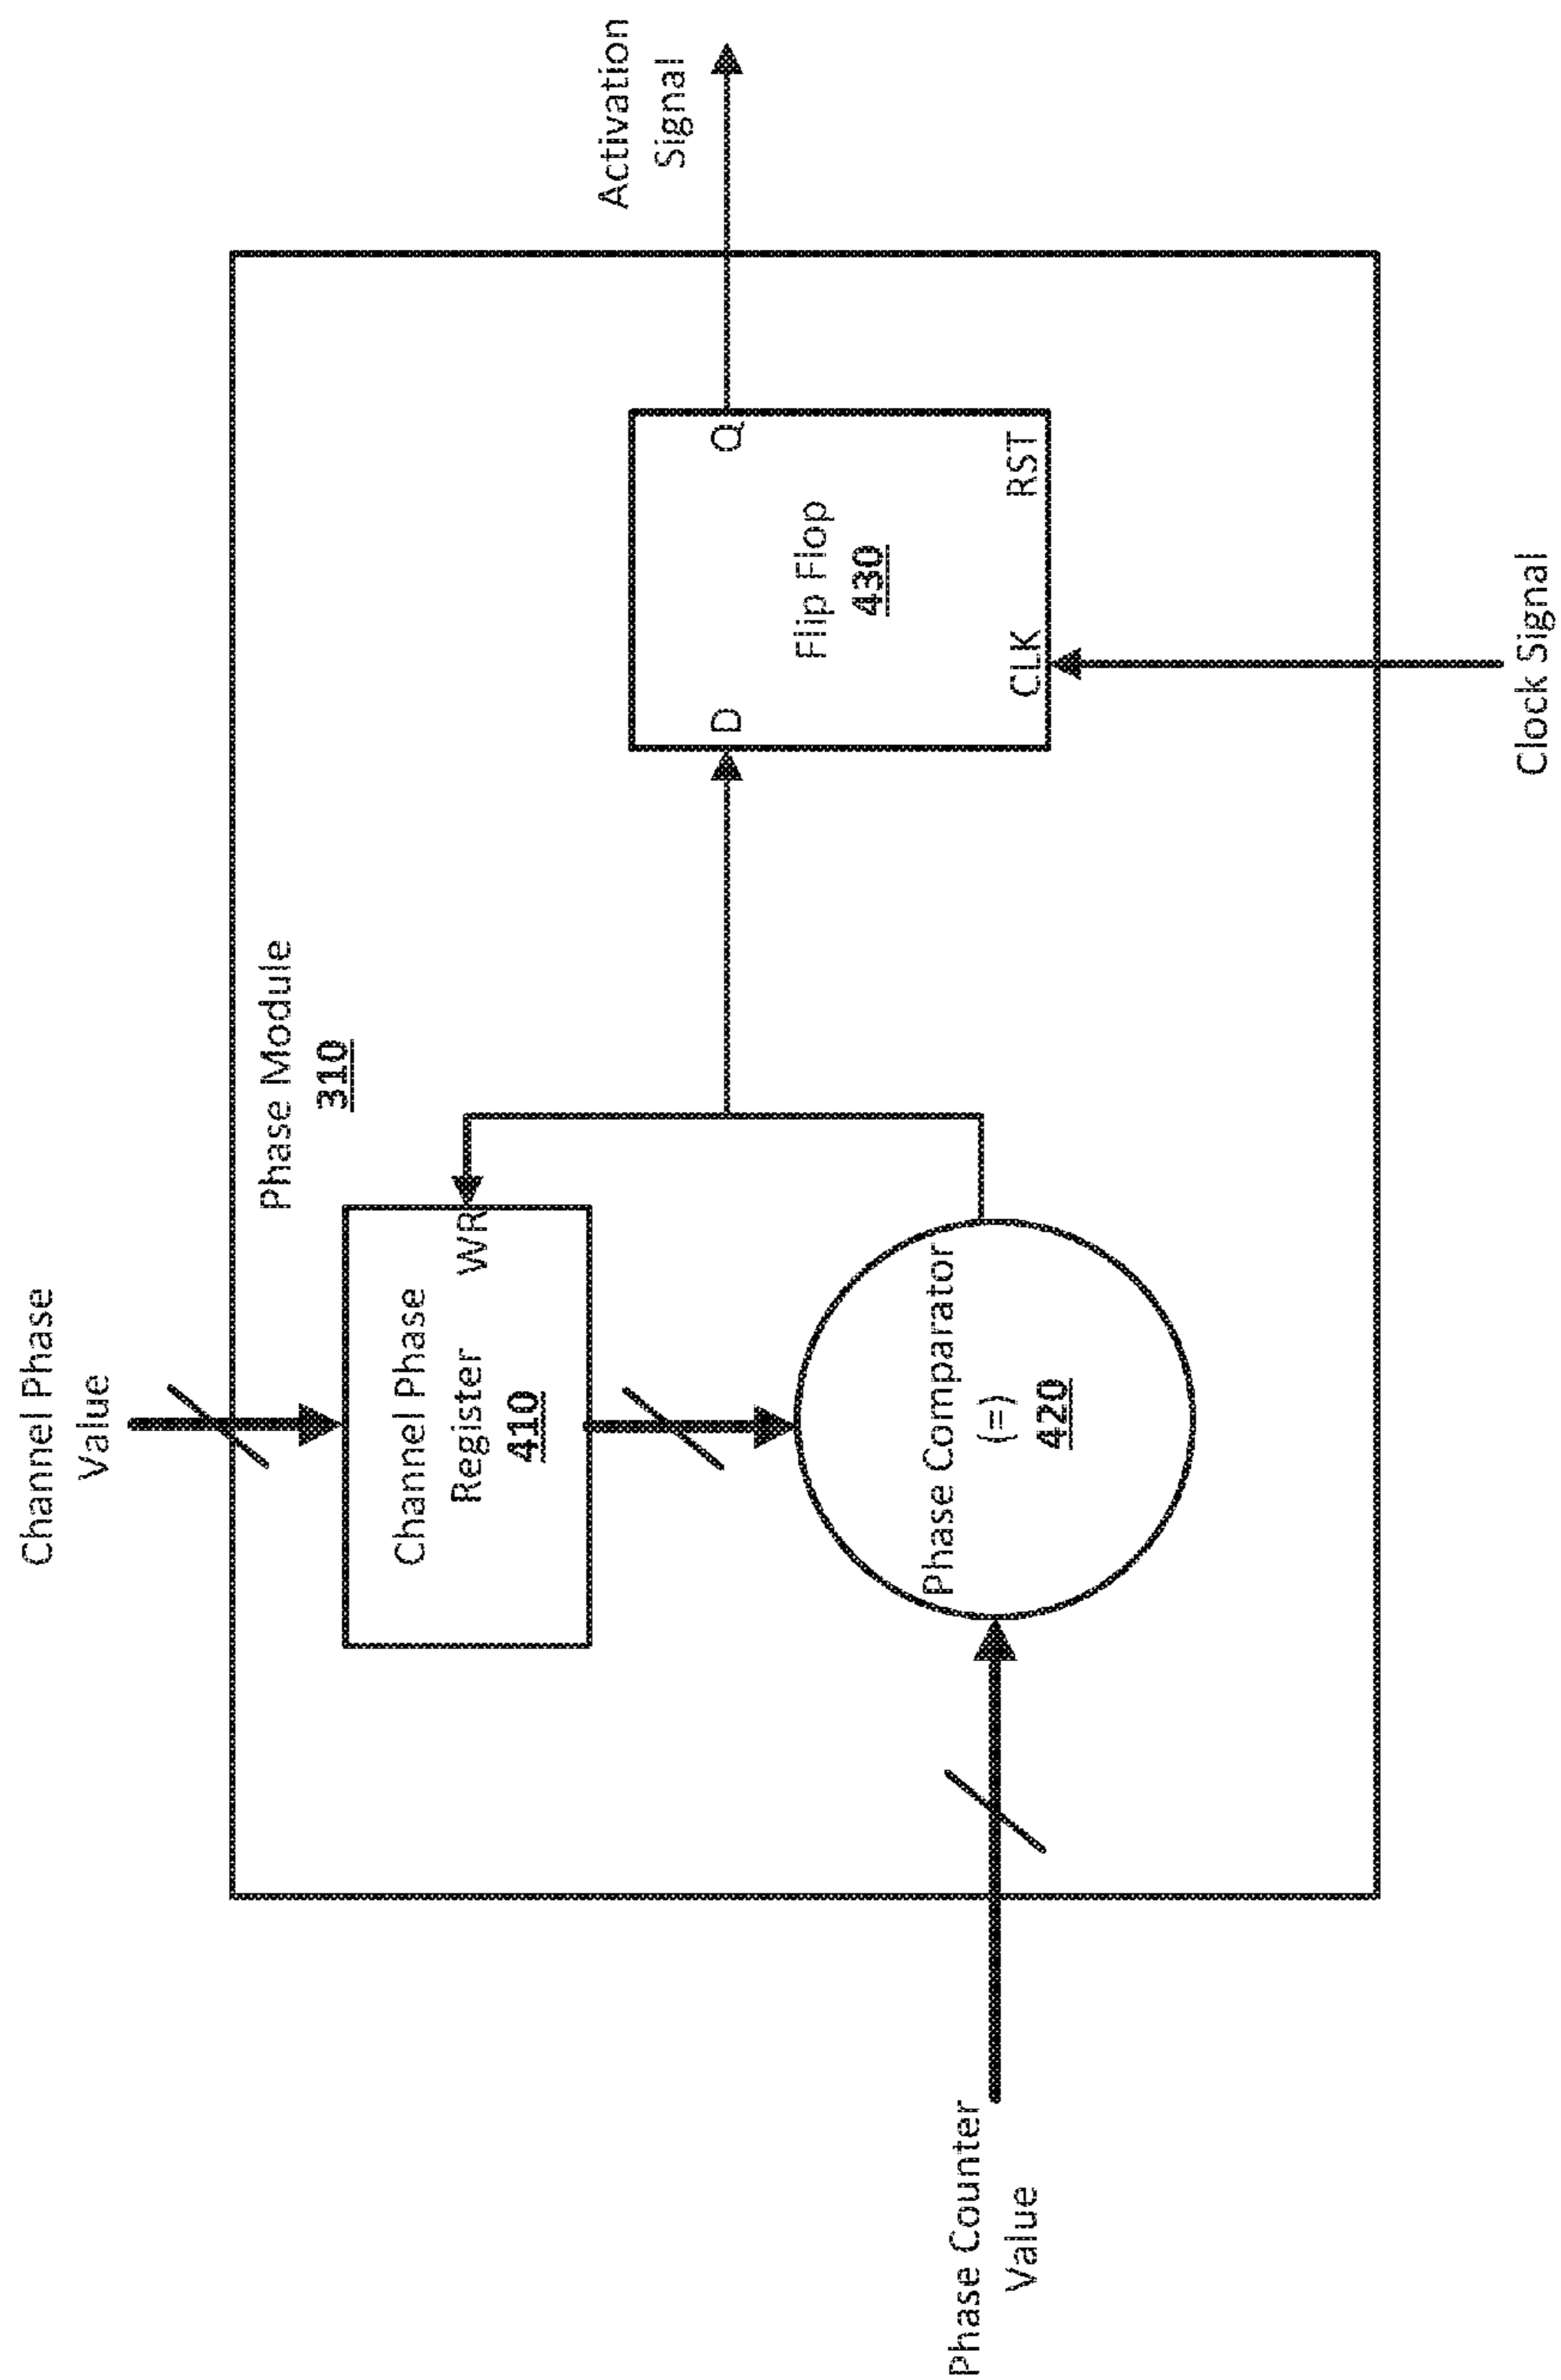 Channel Phase
Value
Phase Module
310
Channel Phase
Register
WR
410
Phase Comparator
(=)
420
Phase Counter
Value
D
Q
Flip Flop
430
CLK
RST
Activation
Signal
Clock Signal